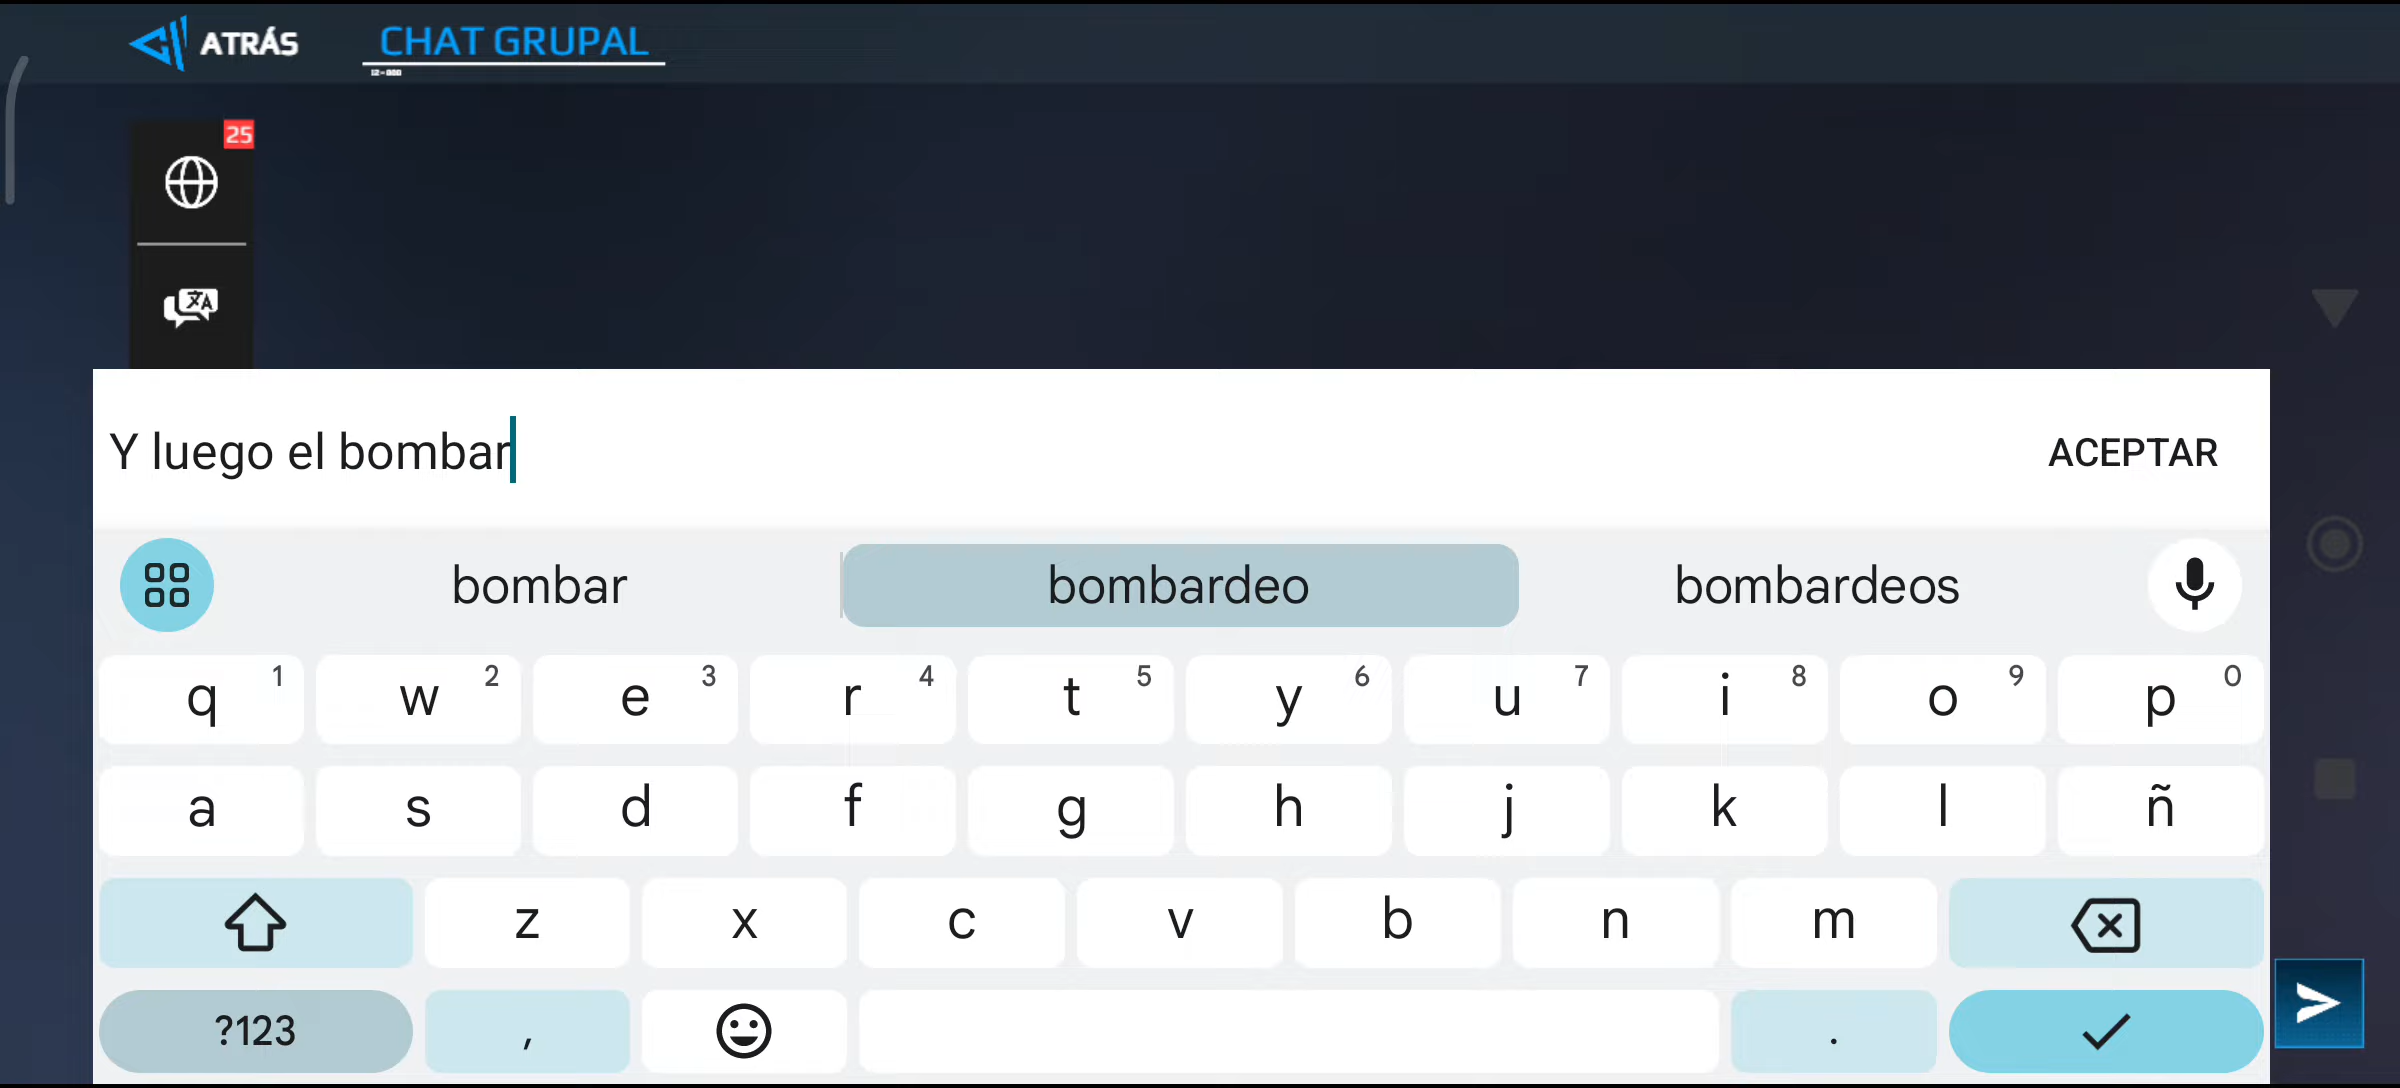 ATRÁS
CHAT GRUPAL
25
Y luego el bombar
ACEPTAR
bombar bombardeo bombardeos
q 1 w 2 e 3 r 4 t 5 y 6 u 7 i 8 o 9 p 0
a s d f g h j k l ñ
z x c v b n m
?123 , .